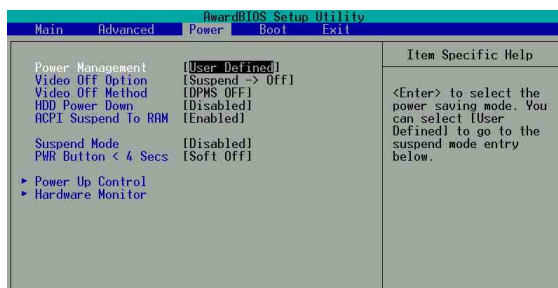 AwardBIOS Setup Utility
Main Advanced Power Boot Exit
Power Management [User Defined]
Video Off Option [Suspend -> Off]
Video Off Method [DPMS OFF]
HDD Power Down [Disabled]
ACPI Suspend To RAM [Enabled]
Suspend Mode [Disabled]
PWR Button < 4 Secs [Soft Off]
▸ Power Up Control
▸ Hardware Monitor
Item Specific Help
<Enter> to select the
power saving mode. You
can select [User
Defined] to go to the
suspend mode entry
below.